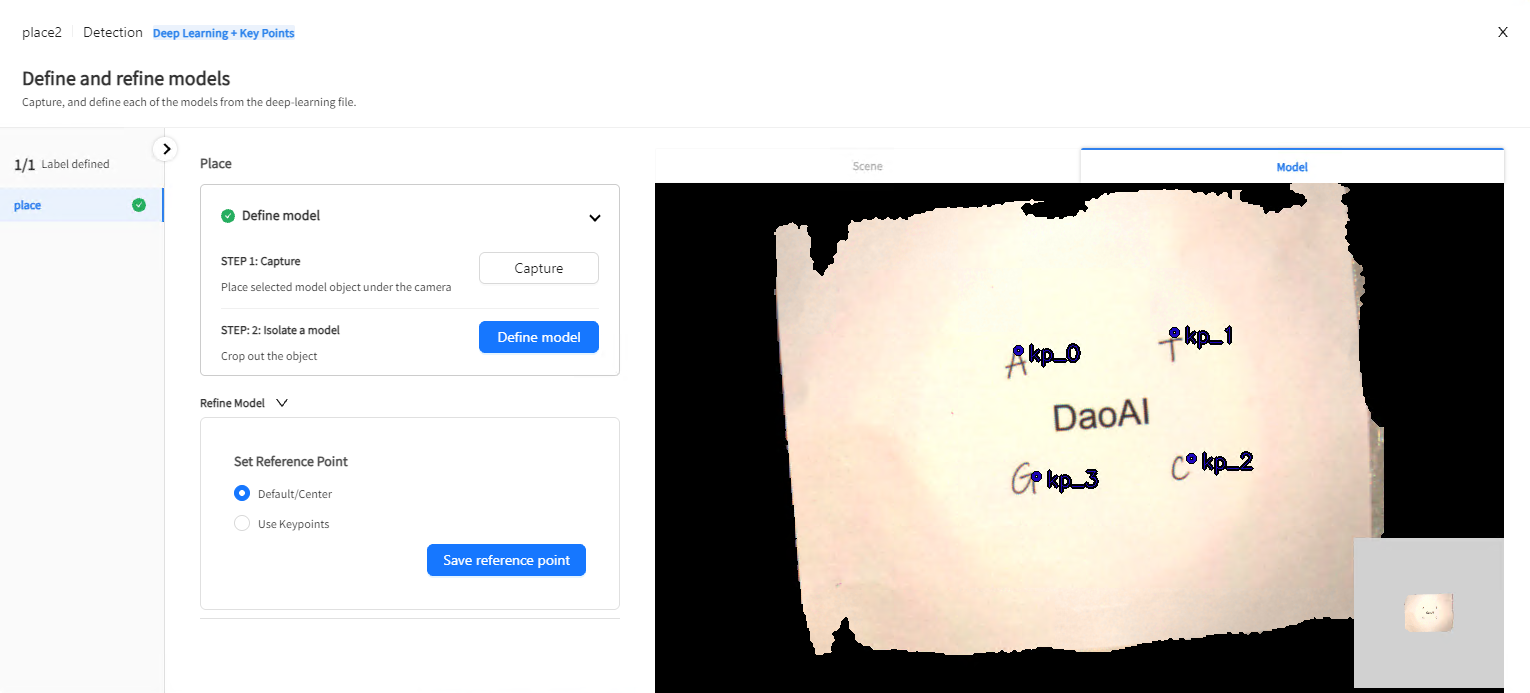 place2 Detection Deep Learning + Key Points X
Define and refine models
Capture, and define each of the models from the deep-learning file.
1/1 Label defined
place
Place
Define model
STEP 1: Capture
Place selected model object under the camera
Capture
STEP: 2: Isolate a model
Crop out the object
Define model
Refine Model
Set Reference Point
Default/Center
Use Keypoints
Save reference point
Scene Model
A kp_0
T kp_1
DaoAI
G kp_3
C kp_2